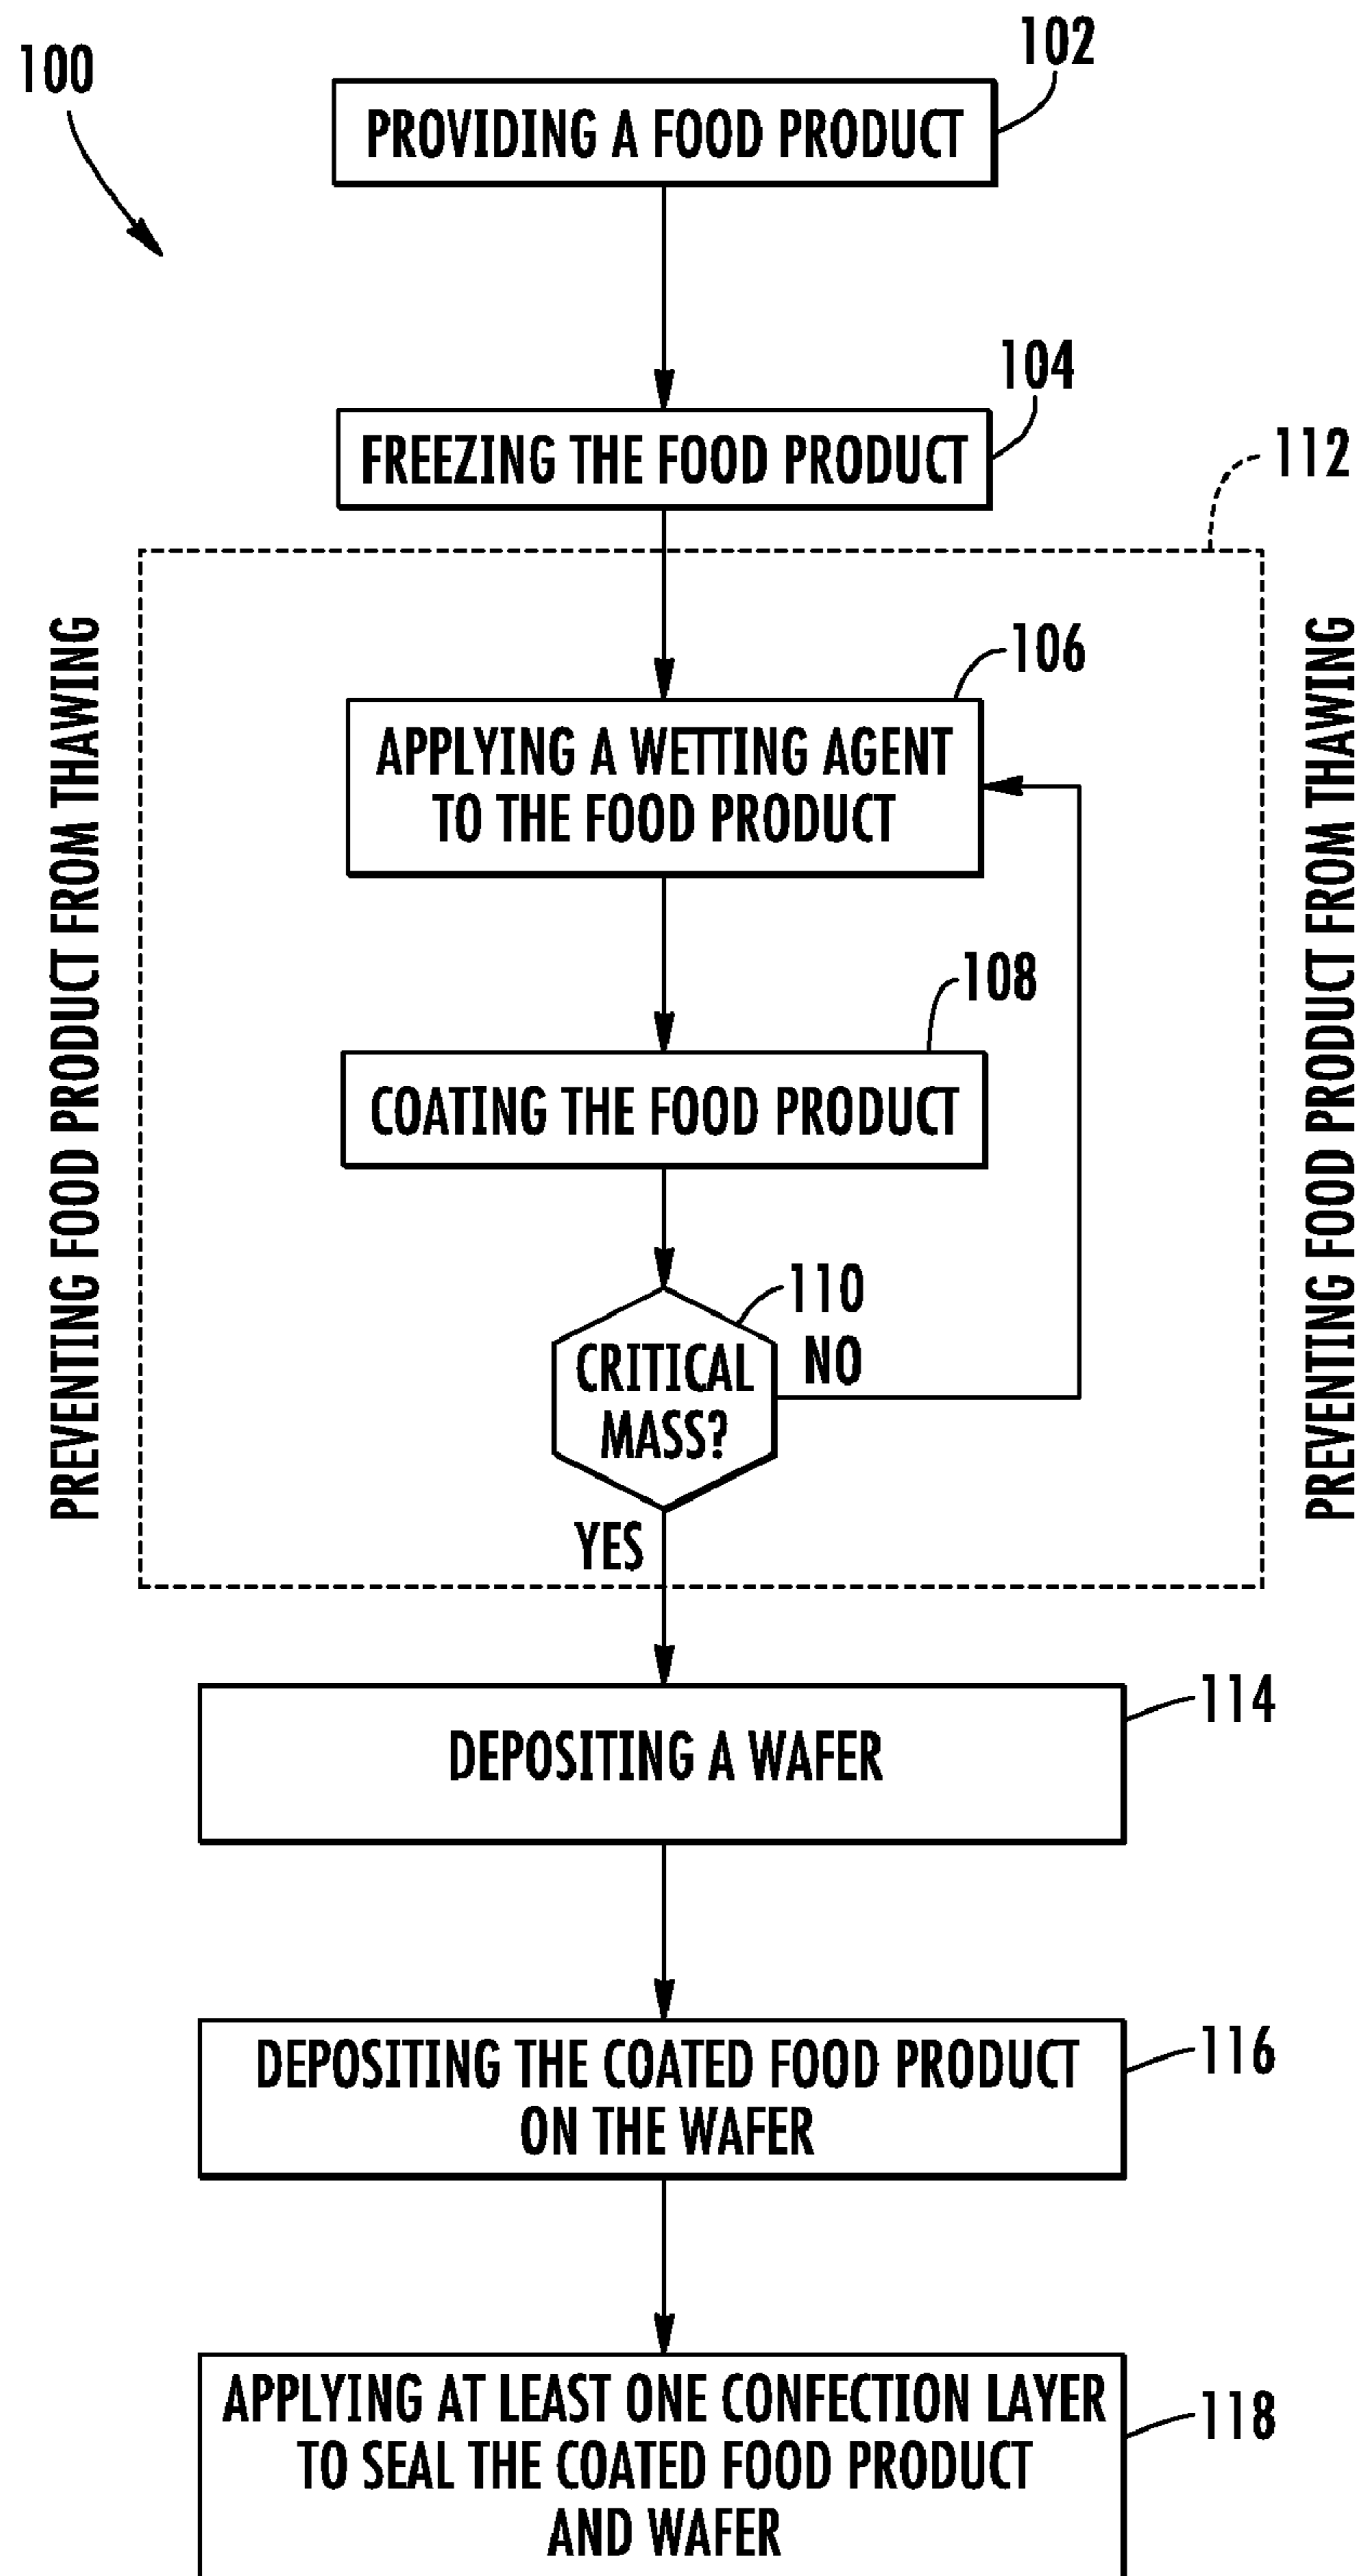 100
102
PROVIDING A FOOD PRODUCT
104
FREEZING THE FOOD PRODUCT
112
PREVENTING FOOD PRODUCT FROM THAWING
PREVENTING FOOD PRODUCT FROM THAWING
106
APPLYING A WETTING AGENT
TO THE FOOD PRODUCT
108
COATING THE FOOD PRODUCT
110
CRITICAL
MASS?
NO
YES
114
DEPOSITING A WAFER
116
DEPOSITING THE COATED FOOD PRODUCT
ON THE WAFER
118
APPLYING AT LEAST ONE CONFECTION LAYER
TO SEAL THE COATED FOOD PRODUCT
AND WAFER